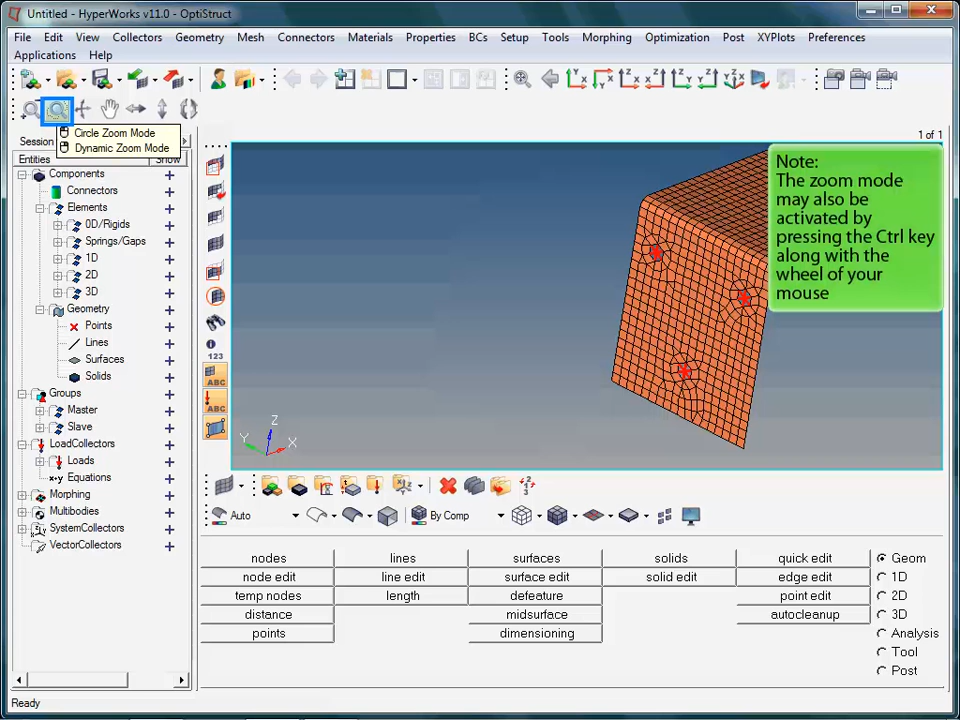 Untitled - HyperWorks v11.0 - OptiStruct
File Edit View Collectors Geometry Mesh Connectors Materials Properties BCs Setup Tools Morphing Optimization Post XYPlots Preferences
Applications Help
Circle Zoom Mode
Dynamic Zoom Mode
1 of 1
Session
Entities Show
Components
Connectors
Elements
0D/Rigids
Springs/Gaps
1D
2D
3D
Geometry
Points
Lines
Surfaces
Solids
Groups
Master
Slave
LoadCollectors
Loads
Equations
Morphing
Multibodies
SystemCollectors
VectorCollectors
123
ABC
ABC
Note:
The zoom mode
may also be
activated by
pressing the Ctrl key
along with the
wheel of your
mouse
Z
Y X
Auto By Comp
nodes lines surfaces solids quick edit Geom
node edit line edit surface edit solid edit edge edit 1D
temp nodes length defeature point edit 2D
distance midsurface autocleanup 3D
points dimensioning Analysis
Tool
Post
Ready